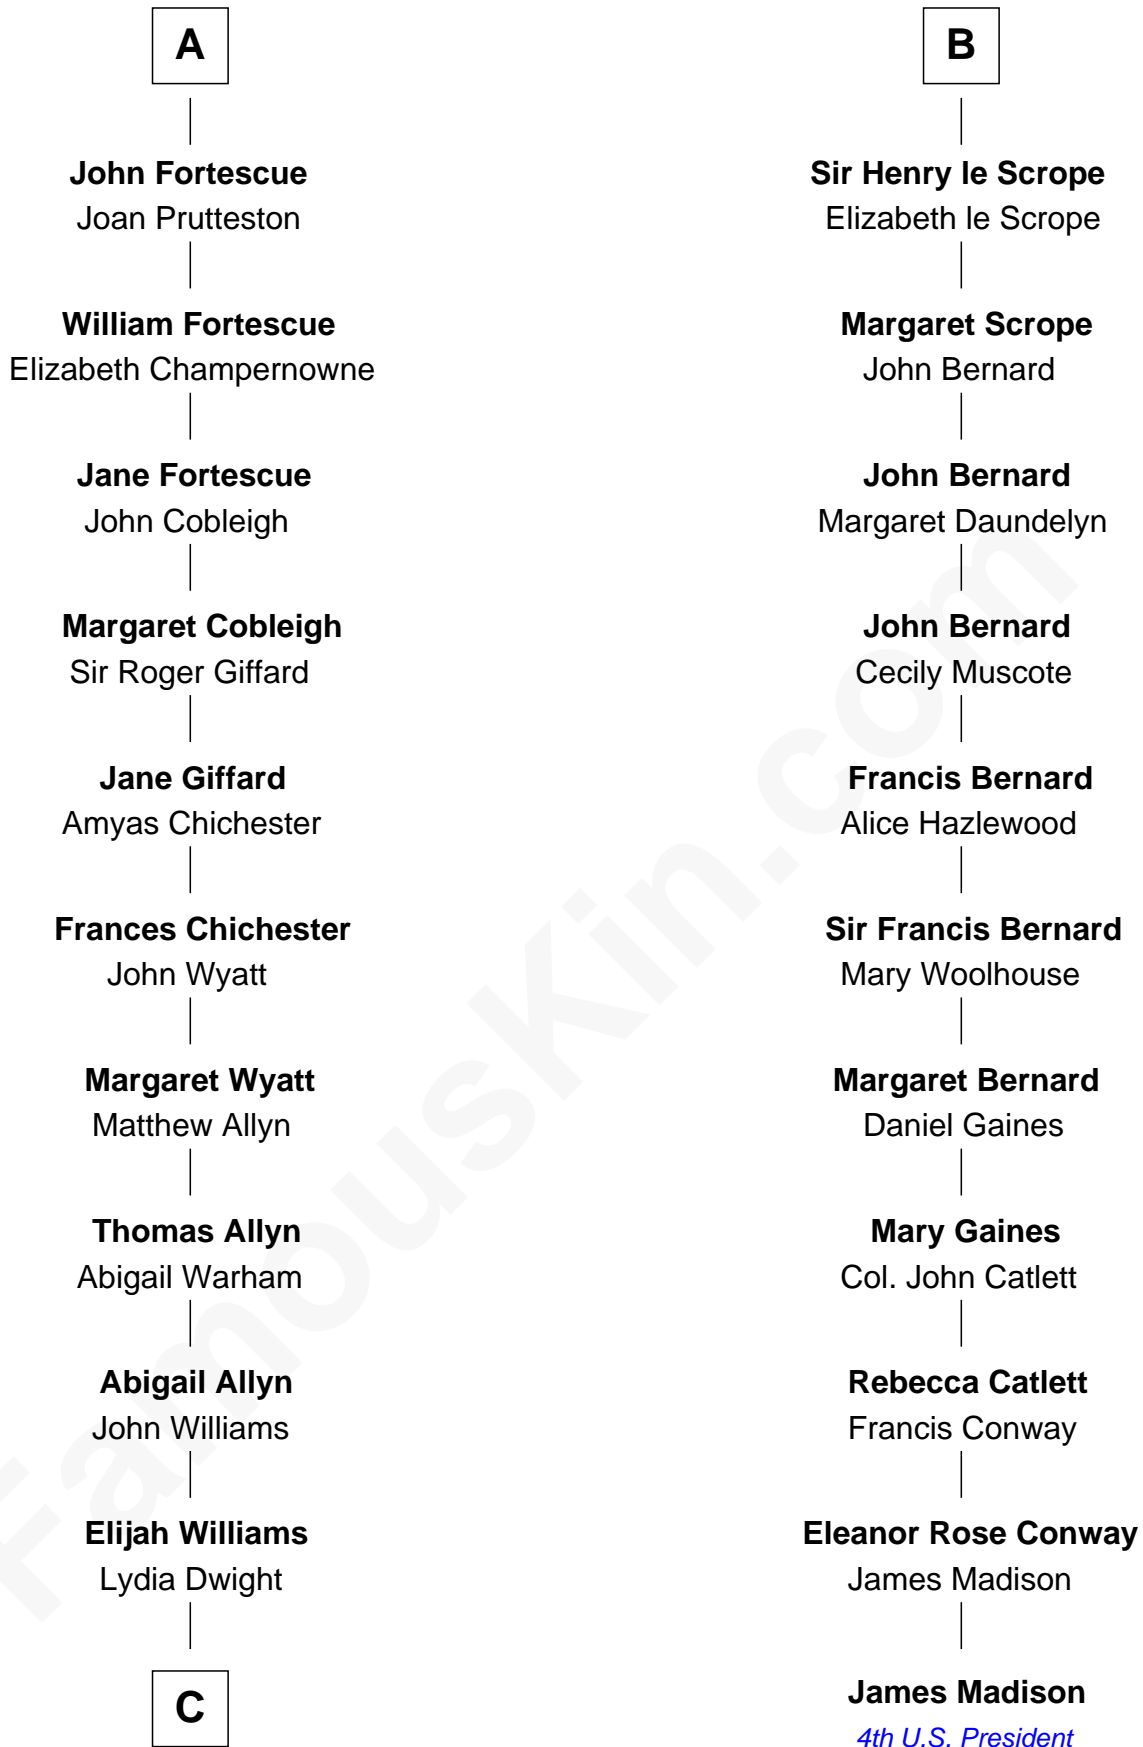 A
John Fortescue
Joan Prutteston
William Fortescue
Elizabeth Champernowne
Jane Fortescue
John Cobleigh
Margaret Cobleigh
Sir Roger Giffard
Jane Giffard
Amyas Chichester
Frances Chichester
John Wyatt
Margaret Wyatt
Matthew Allyn
Thomas Allyn
Abigail Warham
Abigail Allyn
John Williams
Elijah Williams
Lydia Dwight
C
B
Sir Henry le Scrope
Elizabeth le Scrope
Margaret Scrope
John Bernard
John Bernard
Margaret Daundelyn
John Bernard
Cecily Muscote
Francis Bernard
Alice Hazlewood
Sir Francis Bernard
Mary Woolhouse
Margaret Bernard
Daniel Gaines
Mary Gaines
Col. John Catlett
Rebecca Catlett
Francis Conway
Eleanor Rose Conway
James Madison
James Madison
4th U.S. President
FamousKin.com